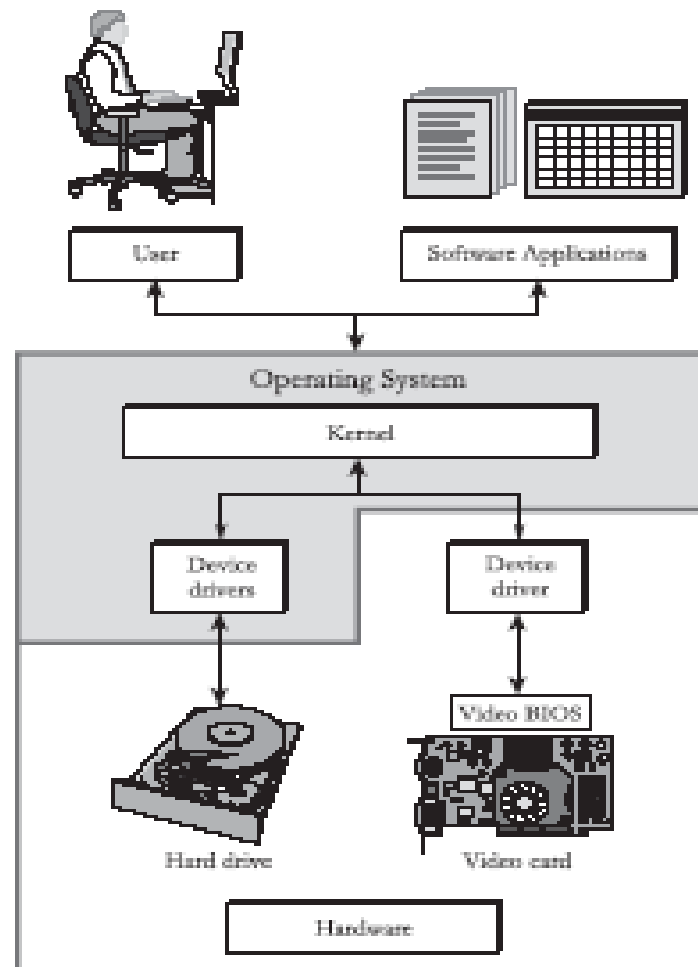 User
Software Applications
Operating System
Kernel
Device
drivers
Device
driver
Video BIOS
Hard drive
Video card
Hardware